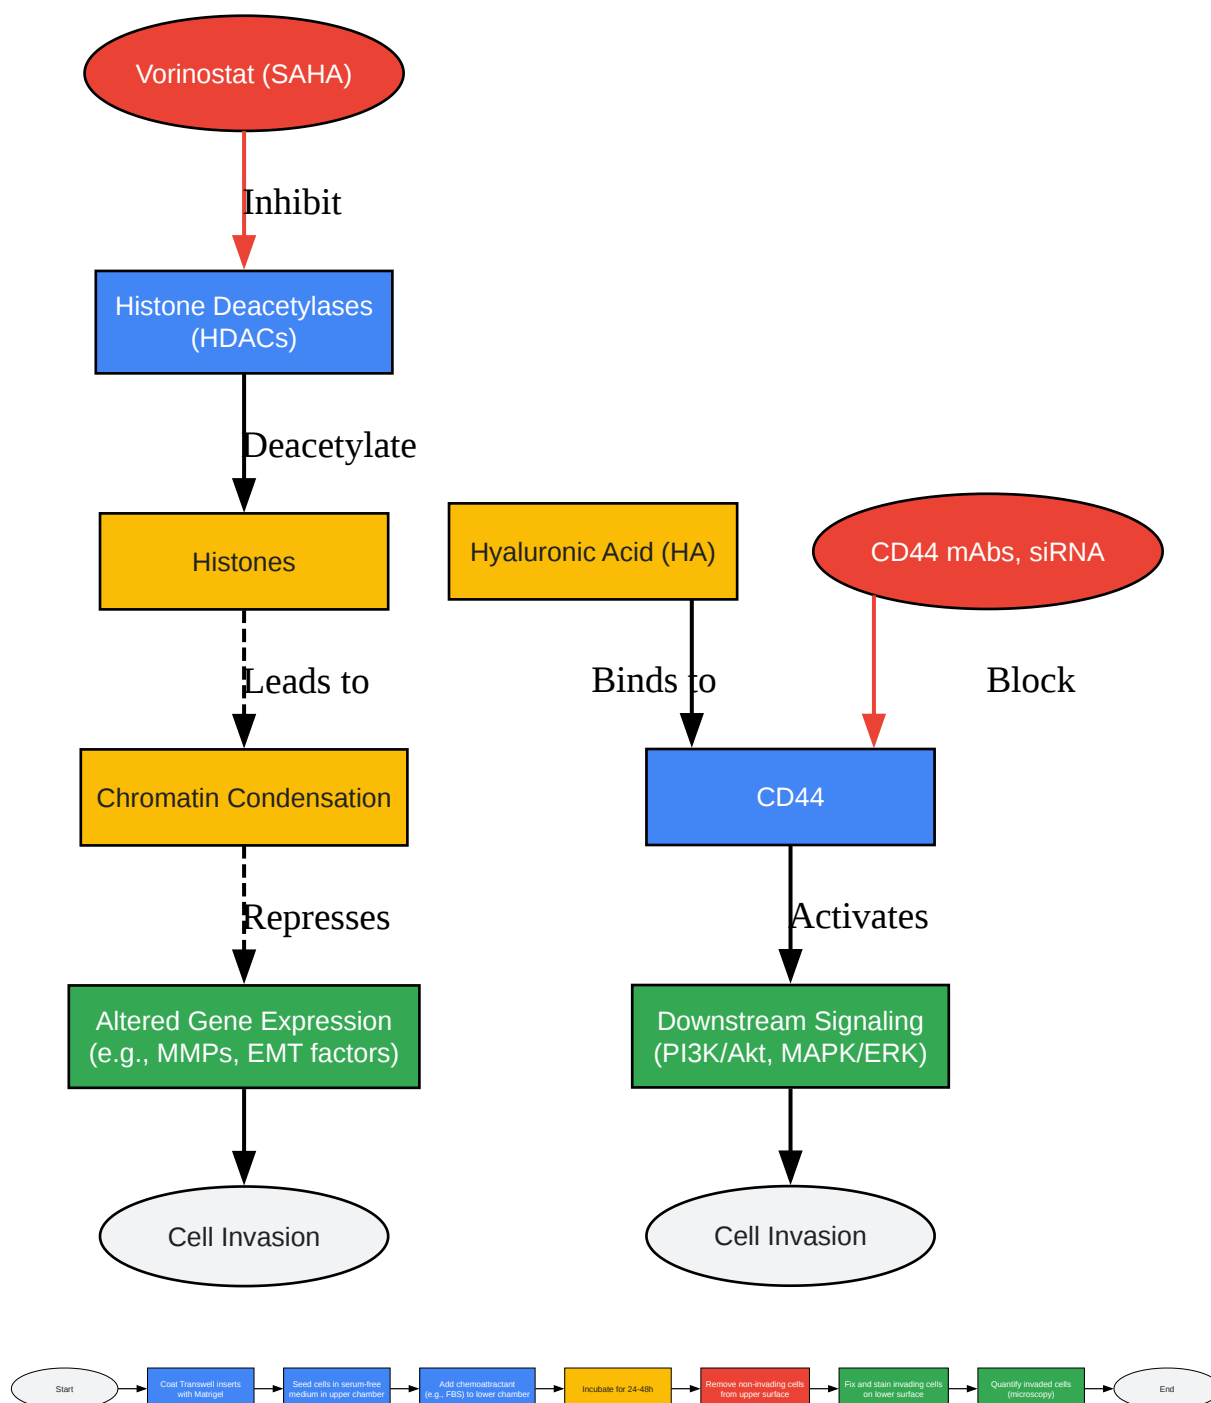 Vorinostat (SAHA)
Inhibit
Histone Deacetylases
(HDACs)
Deacetylate
Histones
Leads to
Chromatin Condensation
Represses
Altered Gene Expression
(e.g., MMPs, EMT factors)
Cell Invasion
Hyaluronic Acid (HA)
CD44 mAbs, siRNA
Binds to
Block
CD44
Activates
Downstream Signaling
(PI3K/Akt, MAPK/ERK)
Cell Invasion
Start
Coat Transwell inserts
with Matrigel
Seed cells in serum-free
medium in upper chamber
Add chemoattractant
(e.g., FBS) to lower chamber
Incubate for 24-48h
Remove non-invading cells
from upper surface
Fix and stain invading cells
on lower surface
Quantify invaded cells
(microscopy)
End